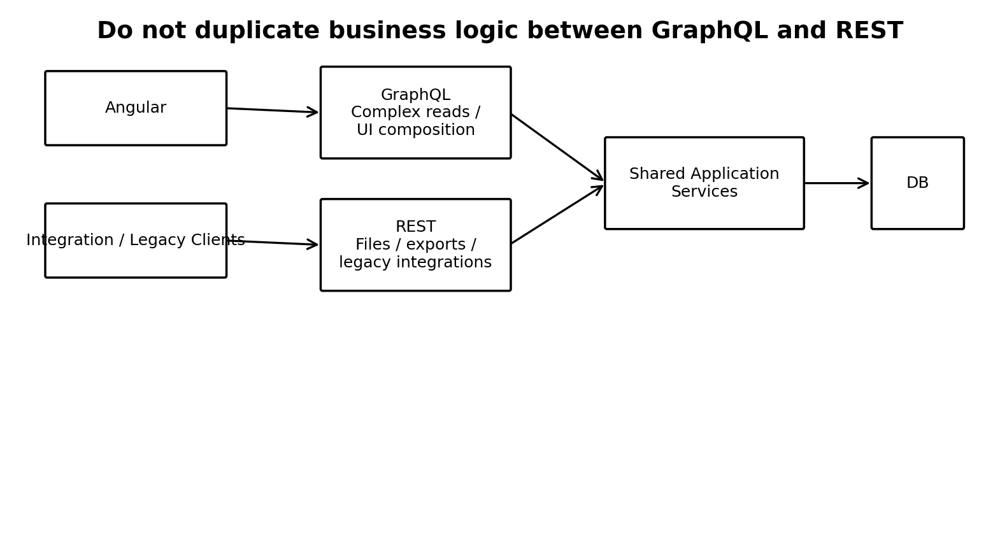 Do not duplicate business logic between GraphQL and REST
Angular
GraphQL
Complex reads /
UI composition
Integration / Legacy Clients
REST
Files / exports /
legacy integrations
Shared Application
Services
DB